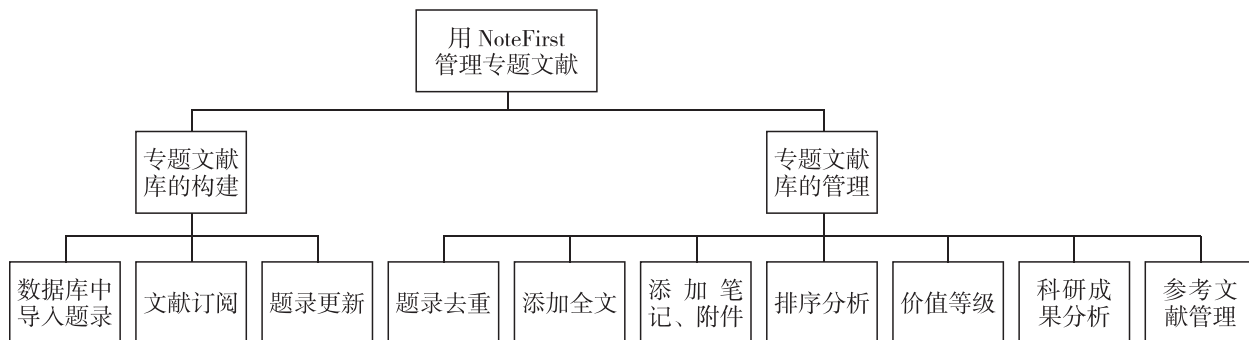 用 NoteFirst
管理专题文献
专题文献
库的构建
专题文献
库的管理
数据库中
导入题录
文献订阅
题录更新
题录去重
添加全文
添加笔
记、附件
排序分析
价值等级
科研成
果分析
参考文
献管理